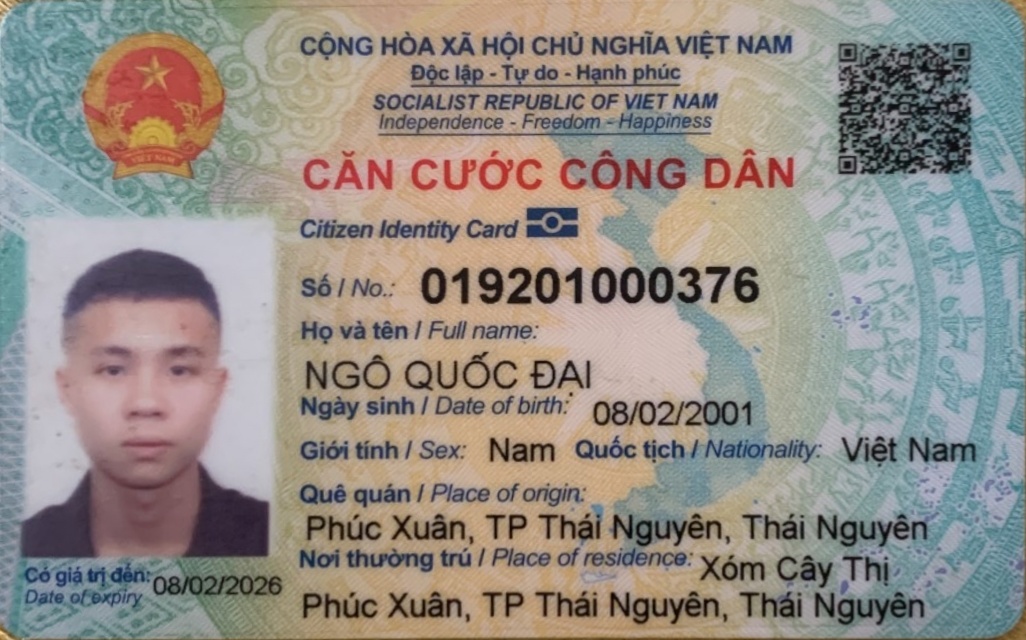 CỘNG HÒA XÃ HỘI CHỦ NGHĨA VIỆT NAM
Độc lập - Tự do - Hạnh phúc
SOCIALIST REPUBLIC OF VIET NAM
Independence - Freedom - Happiness
CĂN CƯỚC CÔNG DÂN
Citizen Identity Card
Số / No.: 019201000376
Họ và tên / Full name:
NGÔ QUỐC ĐẠI
Ngày sinh / Date of birth: 08/02/2001
Giới tính / Sex: Nam Quốc tịch / Nationality: Việt Nam
Quê quán / Place of origin:
Phúc Xuân, TP Thái Nguyên, Thái Nguyên
Nơi thường trú / Place of residence: Xóm Cây Thị
Phúc Xuân, TP Thái Nguyên, Thái Nguyên
VIỆT NAM
Có giá trị đến: 08/02/2026
Date of expiry